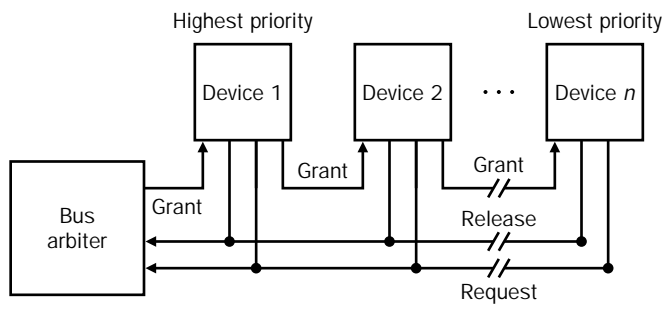 Highest priority
Lowest priority
Device 1
Device 2
· · ·
Device n
Grant
Grant
Grant
Bus
arbiter
Release
Request